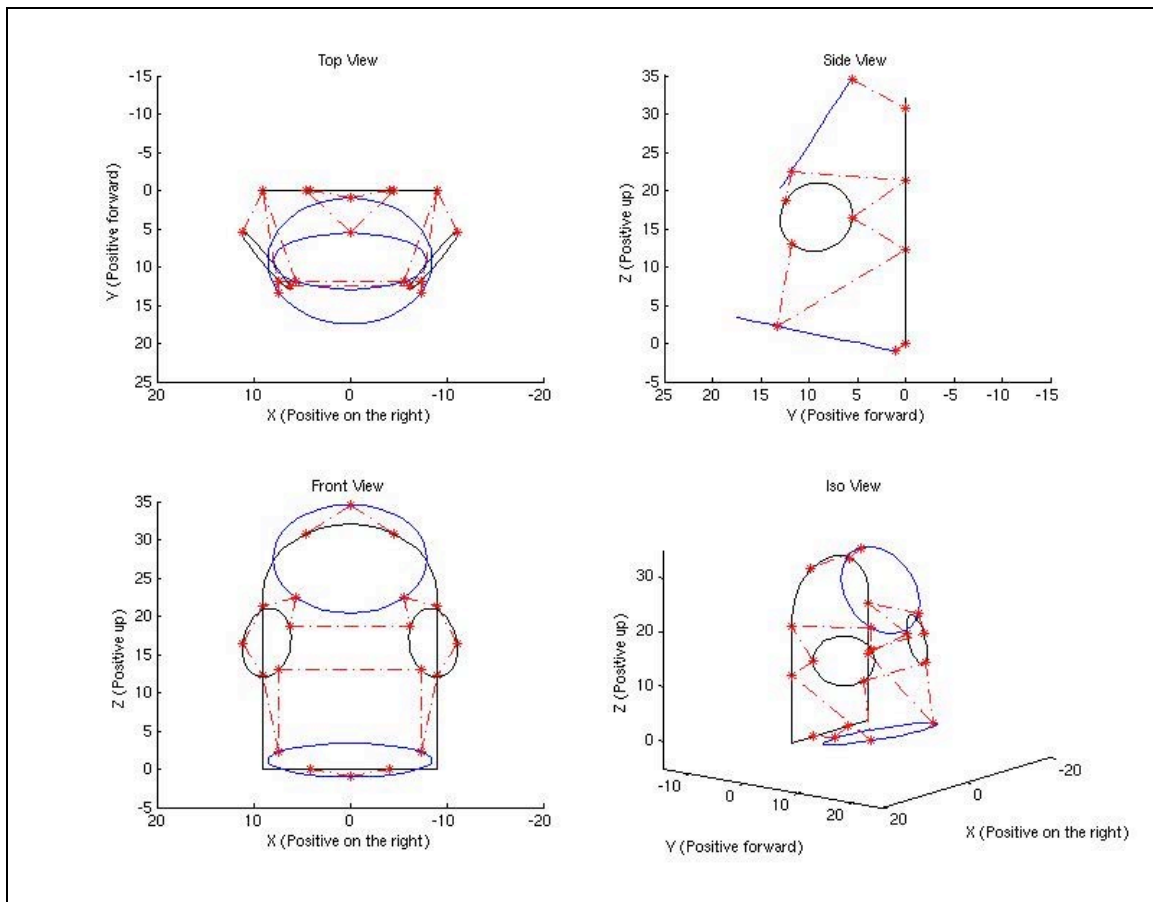 Top View
-15
-10
-5
0
5
10
15
20
25
20 10 0 -10 -20
Y (Positive forward)
X (Positive on the right)
Side View
35
30
25
20
15
10
5
0
-5
25 20 15 10 5 0 -5 -10 -15
Z (Positive up)
Y (Positive forward)
Front View
35
30
25
20
15
10
5
0
-5
20 10 0 -10 -20
Z (Positive up)
X (Positive on the right)
Iso View
30
20
10
0
-10 0 10 20
20 0 -20
Z (Positive up)
Y (Positive forward)
X (Positive on the right)